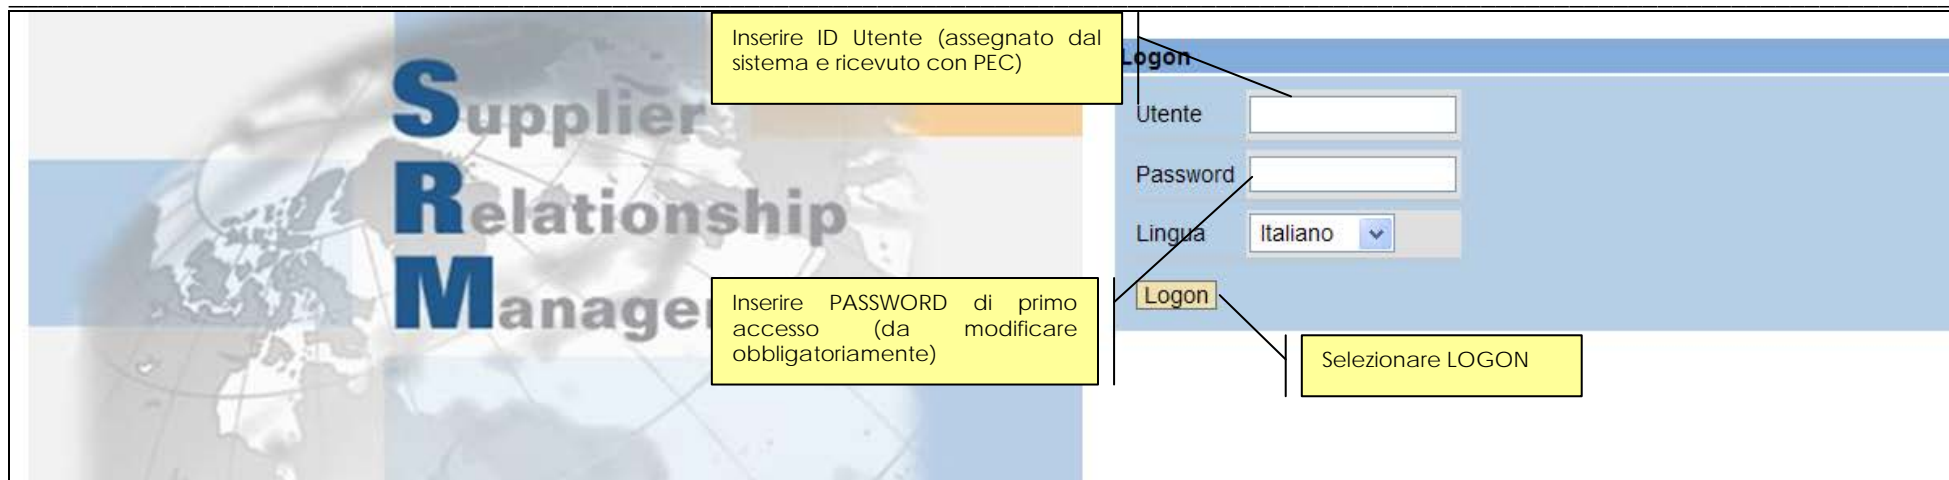 Supplier
Relationship
Manage
Inserire ID Utente (assegnato dal
sistema e ricevuto con PEC)
Logon
Utente
Password
Lingua Italiano
Logon
Inserire PASSWORD di primo
accesso (da modificare
obbligatoriamente)
Selezionare LOGON